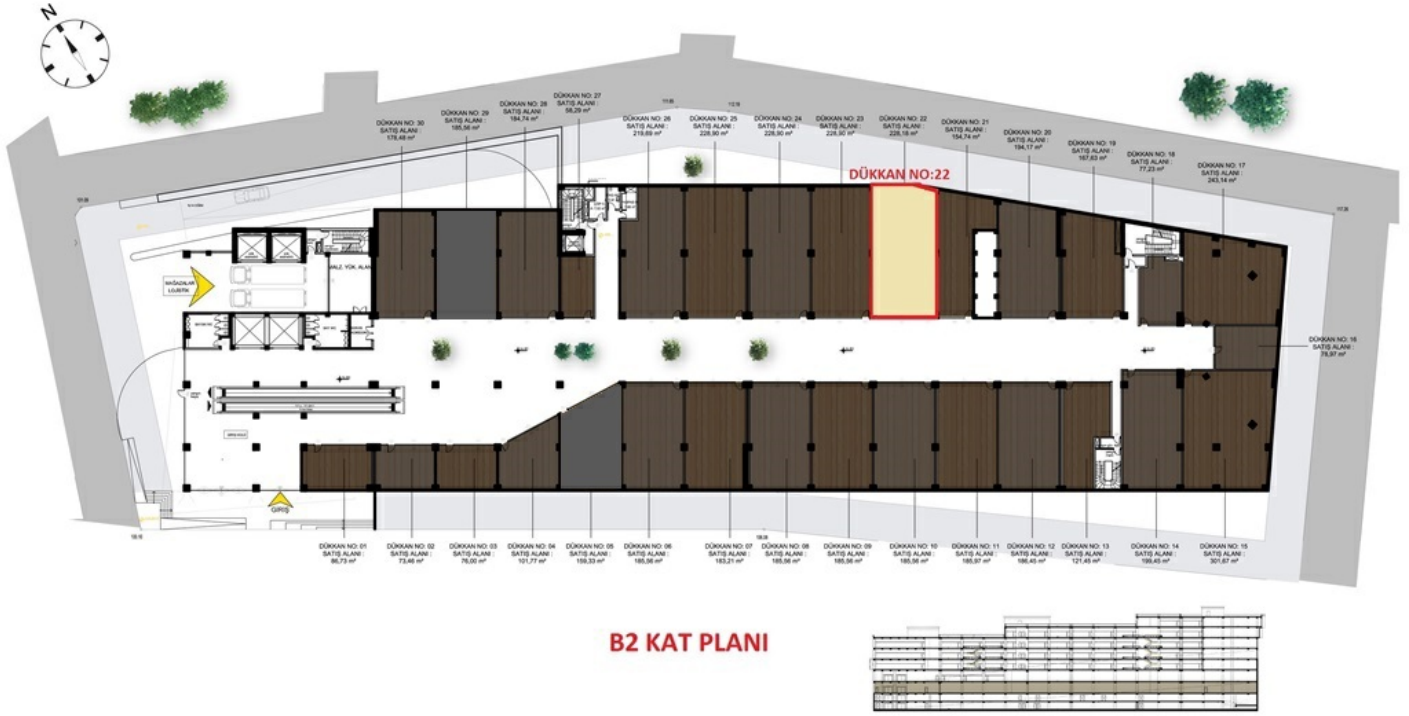 N
DÜKKAN NO: 27
SATIŞ ALANI :
58,29 m²
DÜKKAN NO: 28
SATIŞ ALANI :
184,74 m²
DÜKKAN NO: 29
SATIŞ ALANI :
185,56 m²
DÜKKAN NO: 30
SATIŞ ALANI :
178,48 m²
DÜKKAN NO: 26
SATIŞ ALANI :
219,69 m²
DÜKKAN NO: 25
SATIŞ ALANI :
228,90 m²
DÜKKAN NO: 24
SATIŞ ALANI :
228,90 m²
DÜKKAN NO: 23
SATIŞ ALANI :
228,90 m²
DÜKKAN NO: 22
SATIŞ ALANI :
228,18 m²
DÜKKAN NO: 21
SATIŞ ALANI :
154,74 m²
DÜKKAN NO: 20
SATIŞ ALANI :
194,17 m²
DÜKKAN NO: 19
SATIŞ ALANI :
167,63 m²
DÜKKAN NO: 18
SATIŞ ALANI :
77,23 m²
DÜKKAN NO: 17
SATIŞ ALANI :
243,14 m²
DÜKKAN NO:22
MALZ. YÜK. ALANI
MAĞAZALAR
LOJİSTİK
DÜKKAN NO: 16
SATIŞ ALANI :
78,97 m²
GİRİŞ
DÜKKAN NO: 01
SATIŞ ALANI :
86,73 m²
DÜKKAN NO: 02
SATIŞ ALANI :
73,46 m²
DÜKKAN NO: 03
SATIŞ ALANI :
76,00 m²
DÜKKAN NO: 04
SATIŞ ALANI :
101,77 m²
DÜKKAN NO: 05
SATIŞ ALANI :
159,33 m²
DÜKKAN NO: 06
SATIŞ ALANI :
185,56 m²
DÜKKAN NO: 07
SATIŞ ALANI :
183,21 m²
DÜKKAN NO: 08
SATIŞ ALANI :
185,56 m²
DÜKKAN NO: 09
SATIŞ ALANI :
185,56 m²
DÜKKAN NO: 10
SATIŞ ALANI :
185,56 m²
DÜKKAN NO: 11
SATIŞ ALANI :
185,97 m²
DÜKKAN NO: 12
SATIŞ ALANI :
186,45 m²
DÜKKAN NO: 13
SATIŞ ALANI :
121,45 m²
DÜKKAN NO: 14
SATIŞ ALANI :
199,45 m²
DÜKKAN NO: 15
SATIŞ ALANI :
301,67 m²
B2 KAT PLANI